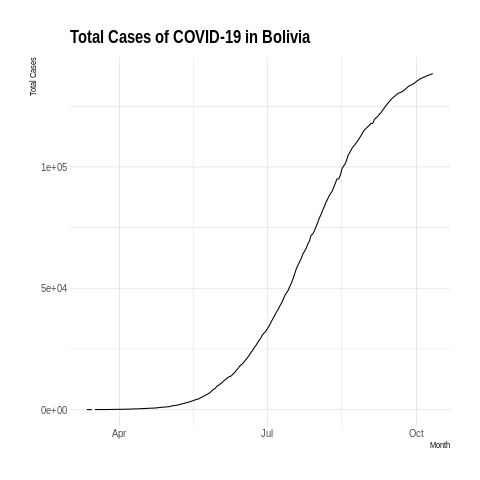 Total Cases of COVID-19 in Bolivia
Total Cases
1e+05
5e+04
0e+00
Apr
Jul
Oct
Month